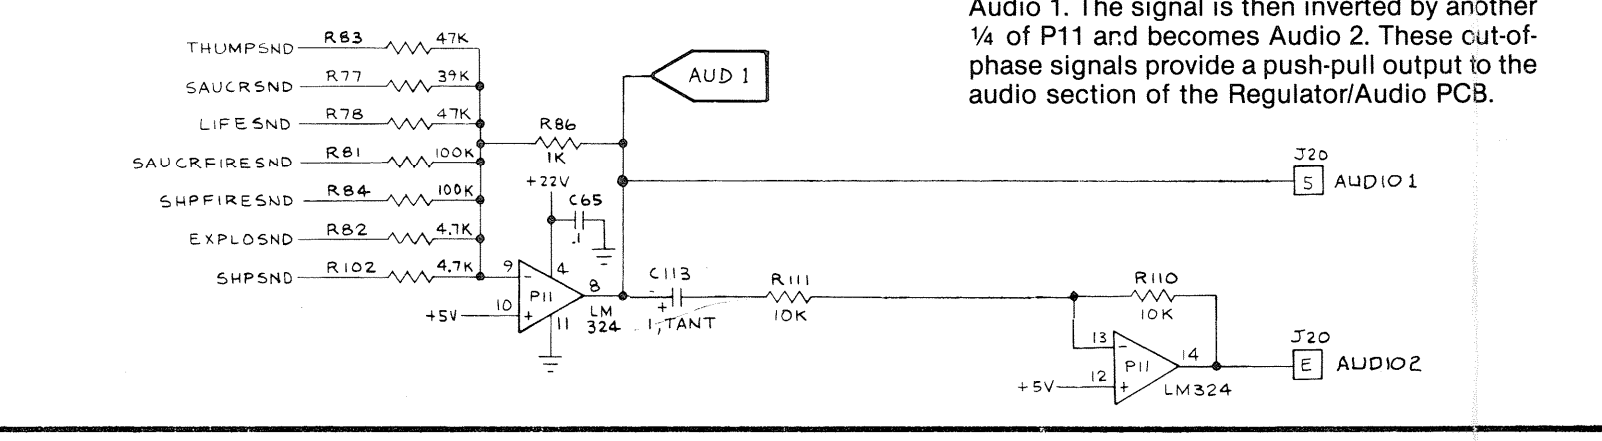 Audio 1. The signal is then inverted by another
¼ of P11 and becomes Audio 2. These out-of-
phase signals provide a push-pull output to the
audio section of the Regulator/Audio PCB.
THUMPSND R83 47K
SAUCRSND R77 39K
LIFESND R78 47K
SAUCRFIRESND R81 100K
SHPFIRESND R84 100K
EXPLOSND R82 4.7K
SHPSND R102 4.7K
AUD 1
R86
1K
+22V
C65
.1
9
4
P11
8
10
+5V
11
LM
324
- +
C113
- +
1, TANT
R111
10K
R110
10K
13
P11
14
12
+5V
LM324
- +
J20
S AUDIO1
J20
E AUDIO2